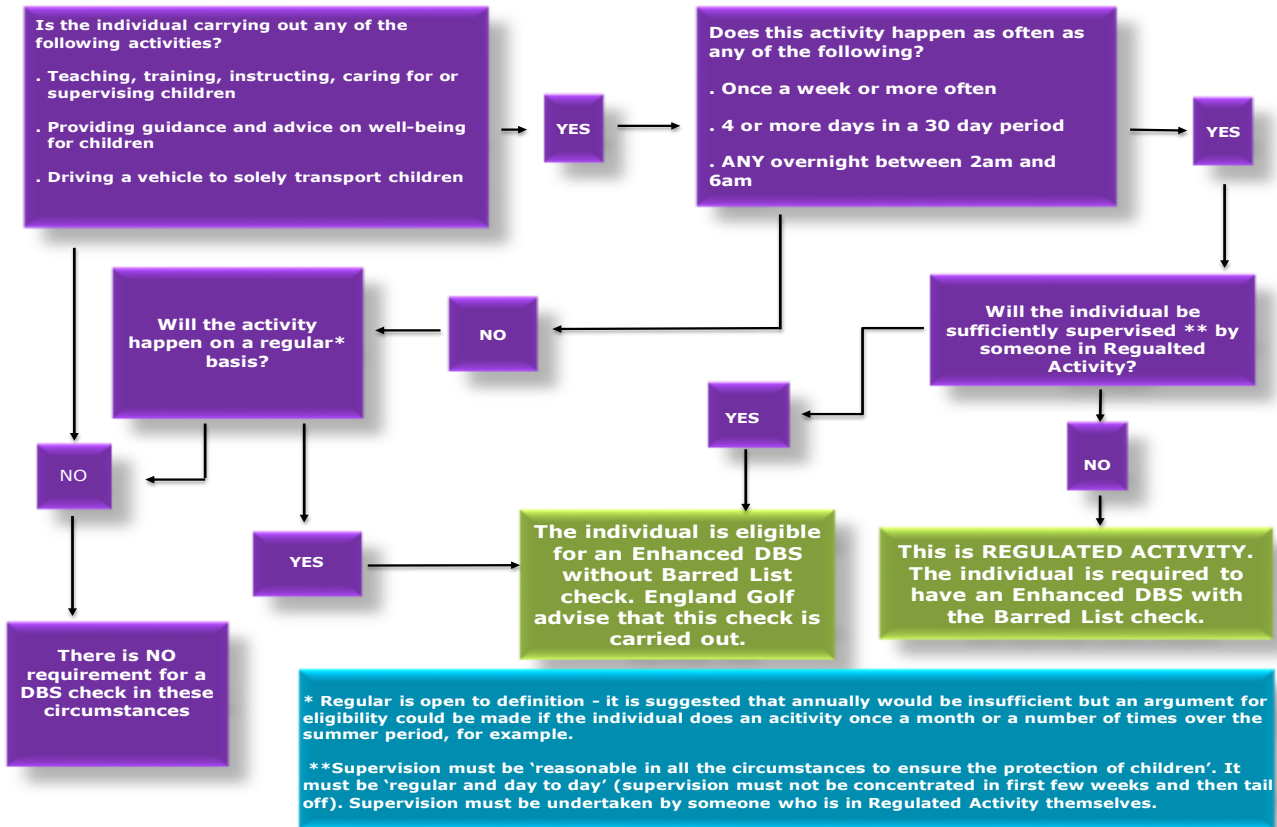 Is the individual carrying out any of the
following activities?
. Teaching, training, instructing, caring for or
supervising children
. Providing guidance and advice on well-being
for children
. Driving a vehicle to solely transport children
YES
Does this activity happen as often as
any of the following?
. Once a week or more often
. 4 or more days in a 30 day period
. ANY overnight between 2am and
6am
YES
Will the activity
happen on a regular*
basis?
NO
Will the individual be
sufficiently supervised ** by
someone in Regualted
Activity?
YES
NO
NO
YES
The individual is eligible
for an Enhanced DBS
without Barred List
check. England Golf
advise that this check is
carried out.
This is REGULATED ACTIVITY.
The individual is required to
have an Enhanced DBS with
the Barred List check.
There is NO
requirement for a
DBS check in these
circumstances
* Regular is open to definition - it is suggested that annually would be insufficient but an argument for
eligibility could be made if the individual does an acitivity once a month or a number of times over the
summer period, for example.
**Supervision must be ‘reasonable in all the circumstances to ensure the protection of children’. It
must be ‘regular and day to day’ (supervision must not be concentrated in first few weeks and then tail
off). Supervision must be undertaken by someone who is in Regulated Activity themselves.